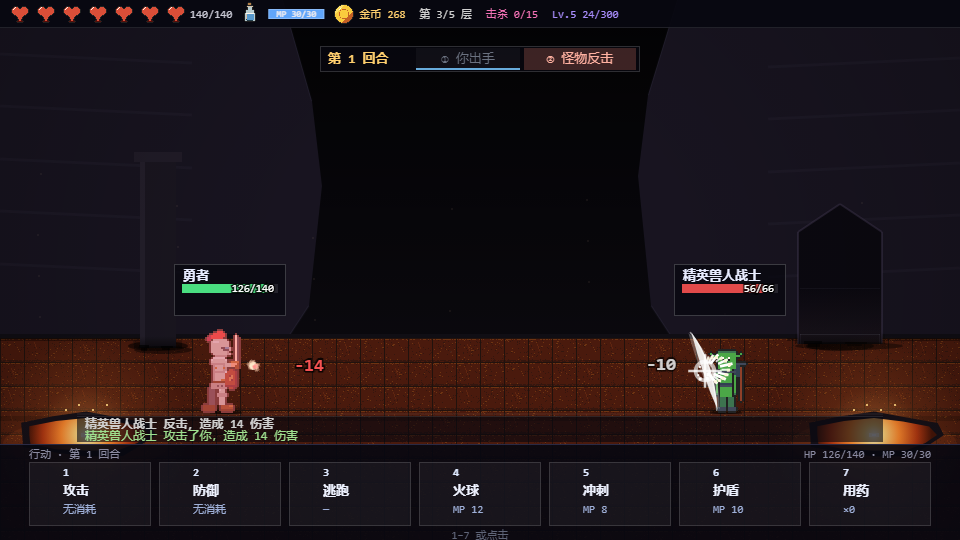 140/140 MP 30/30 金币 268 第 3/5 层 击杀 0/15 Lv.5 24/300
第 1 回合 ① 你出手 ② 怪物反击
勇者
126/140
精英兽人战士
56/66
-14
-10
精英兽人战士 反击，造成 14 伤害
精英兽人战士 攻击了你，造成 14 伤害
行动 · 第 1 回合 HP 126/140 · MP 30/30
1 2 3 4 5 6 7
攻击 防御 逃跑 火球 冲刺 护盾 用药
无消耗 无消耗 — MP 12 MP 8 MP 10 ×0
1-7 或点击